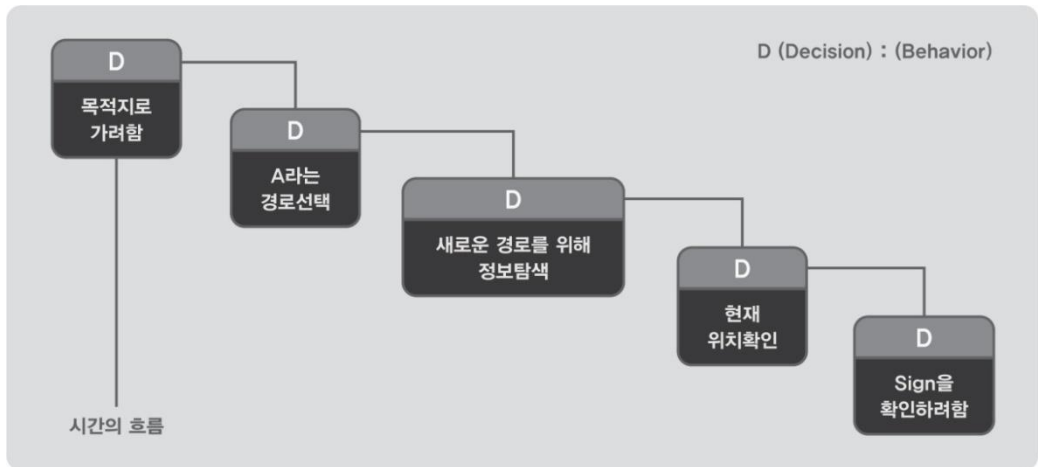 D (Decision) : (Behavior)
D
목적지로
가려함
D
A라는
경로선택
D
새로운 경로를 위해
정보탐색
D
현재
위치확인
D
Sign을
확인하려함
시간의 흐름